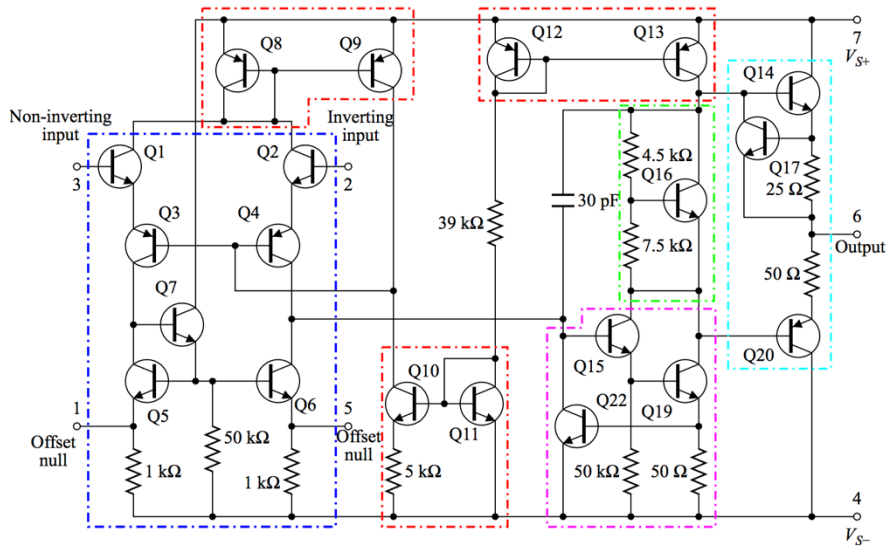 Q8
Q9
Q12
Q13
7
V_S+
Q14
Non-inverting
input
Inverting
input
Q1
Q2
3
2
4.5 kΩ
Q16
Q17
25 Ω
30 pF
6
Output
Q3
Q4
39 kΩ
7.5 kΩ
50 Ω
Q7
Q15
Q20
Q10
Q11
Q22
Q19
1
Q5
Q6
5
Offset
null
Offset
null
50 kΩ
1 kΩ
1 kΩ
5 kΩ
50 kΩ
50 Ω
4
V_S−